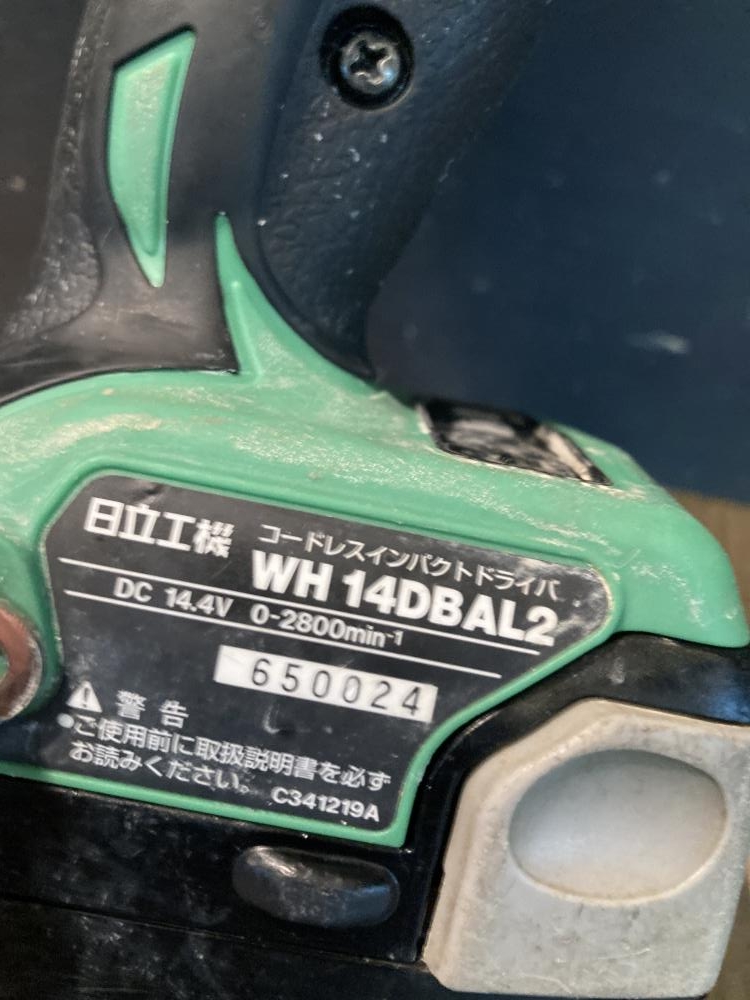 日立工機
コードレスインパクトドライバ
WH 14DBAL2
DC 14.4V 0-2800min⁻¹
650024
警告
●ご使用前に取扱説明書を必ず
お読みください。
C341219A